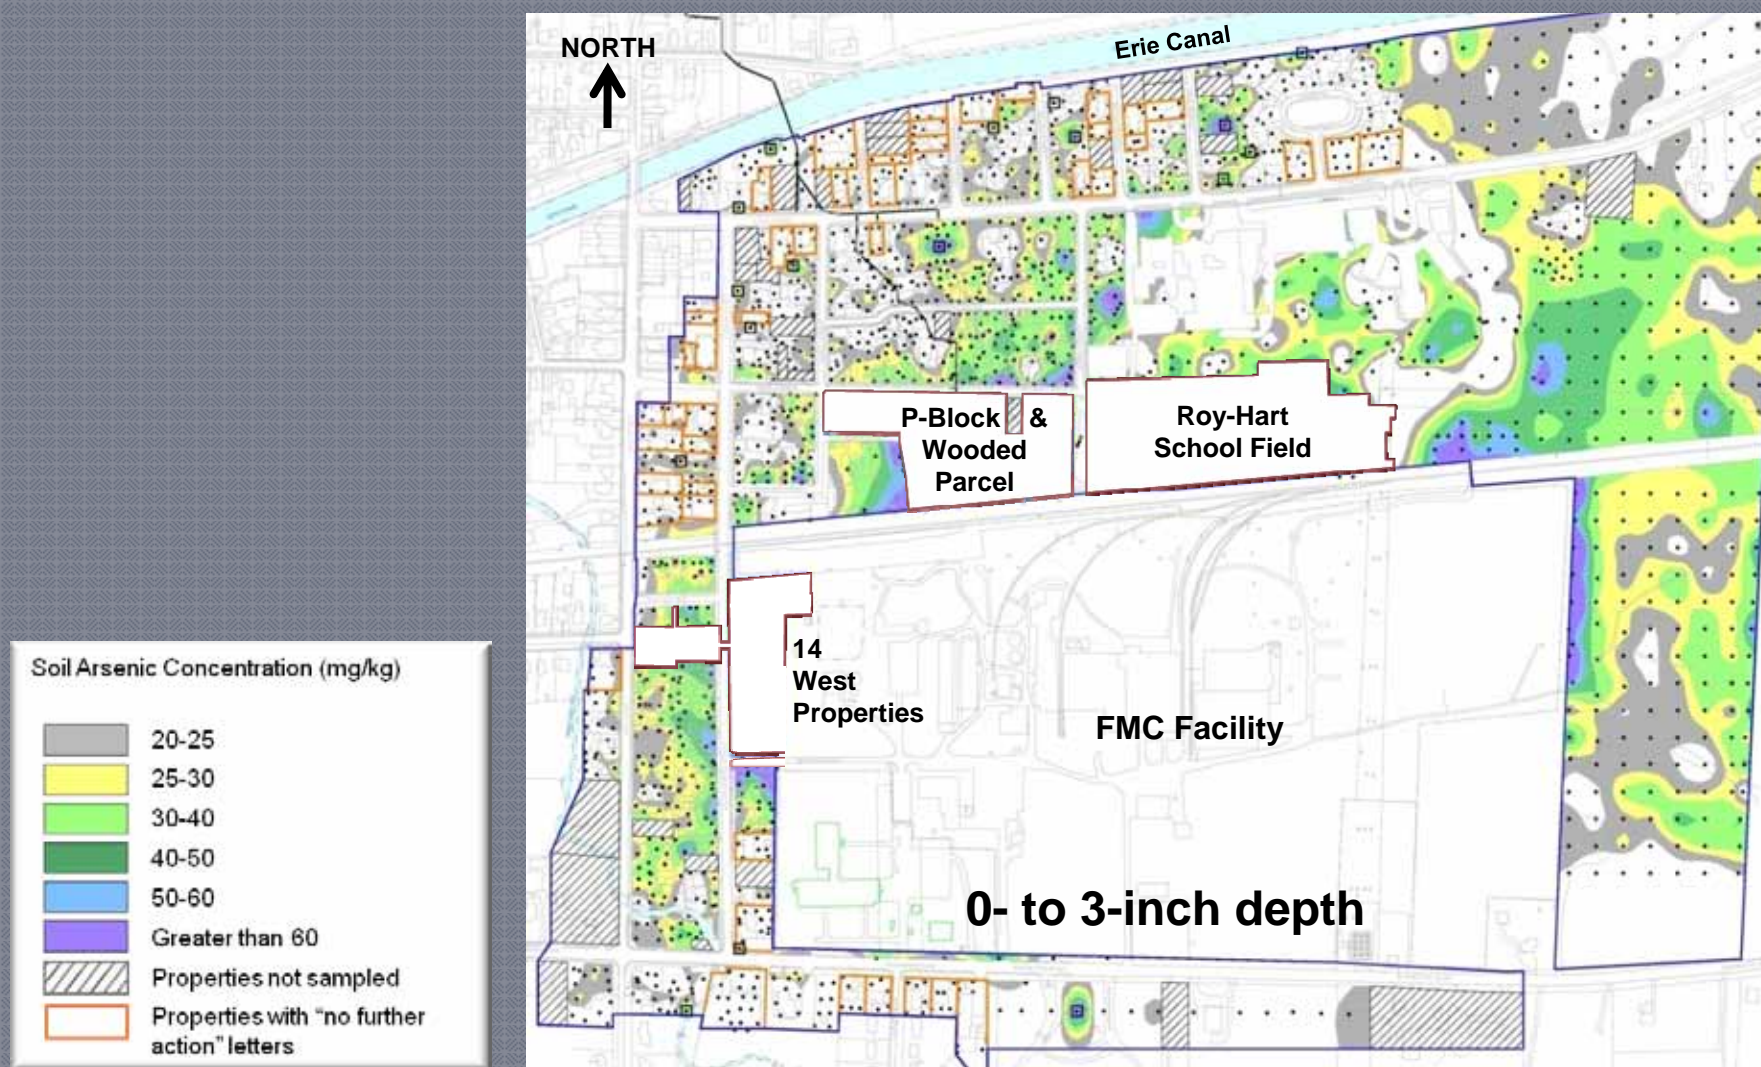 NORTH
Erie Canal
P-Block &
Wooded
Parcel
Roy-Hart
School Field
14
West
Properties
FMC Facility
0- to 3-inch depth
Soil Arsenic Concentration (mg/kg)
20-25
25-30
30-40
40-50
50-60
Greater than 60
Properties not sampled
Properties with “no further
action” letters